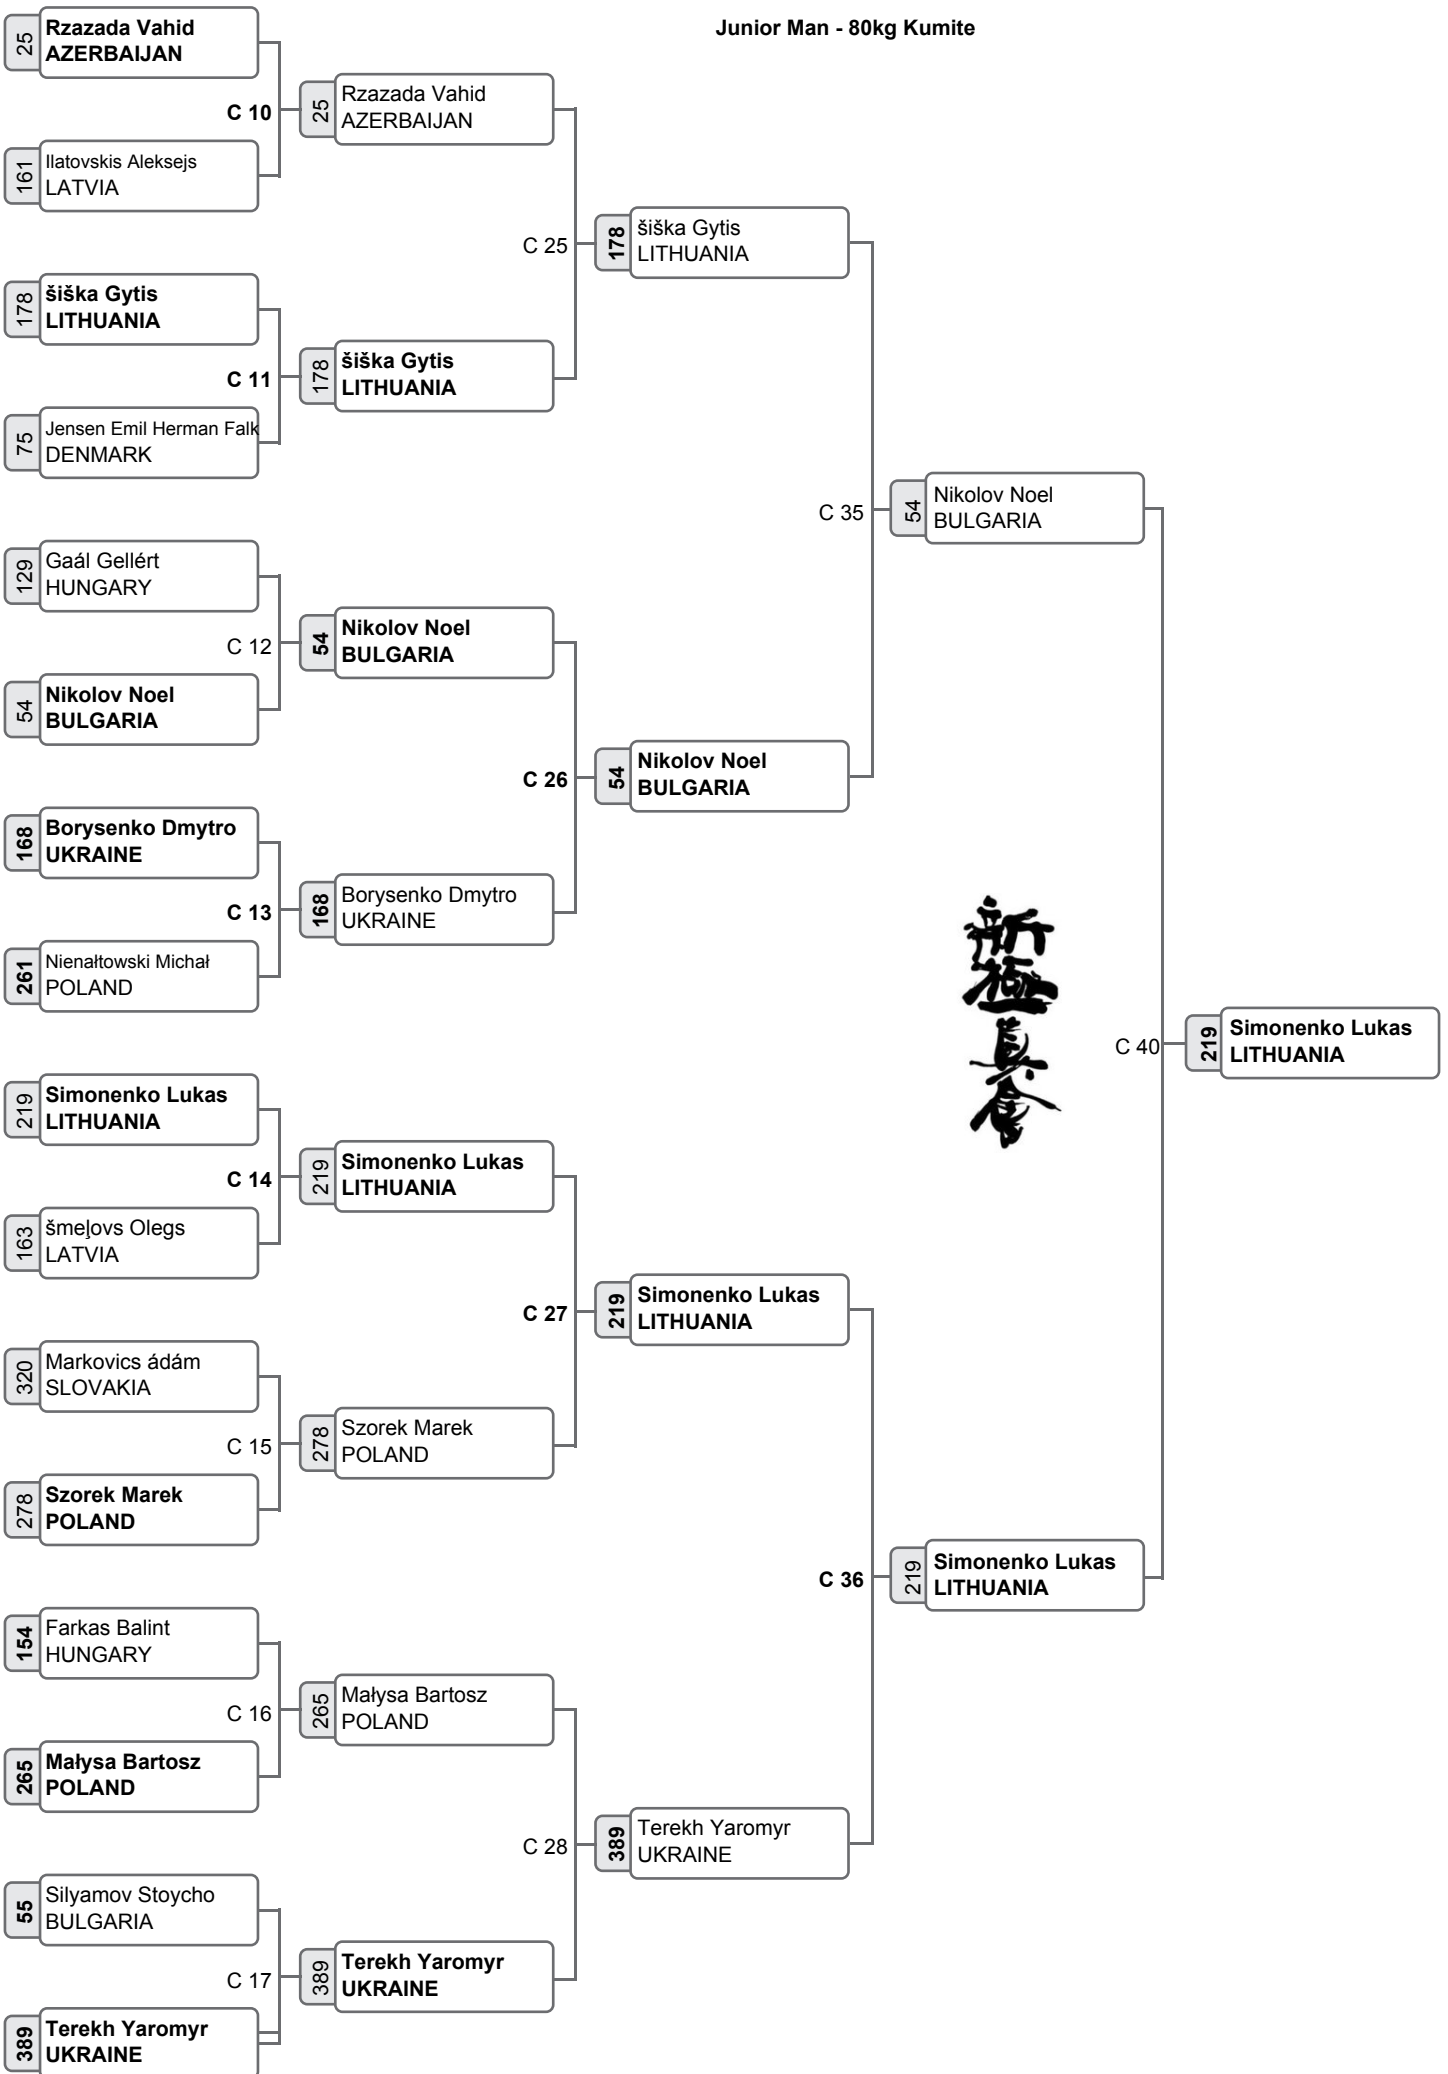 Junior Man - 80kg Kumite
25
Rzazada Vahid
AZERBAIJAN
C 10
161
Ilatovskis Aleksejs
LATVIA
25
Rzazada Vahid
AZERBAIJAN
178
šiška Gytis
LITHUANIA
C 11
75
Jensen Emil Herman Falk
DENMARK
178
šiška Gytis
LITHUANIA
C 25
178
šiška Gytis
LITHUANIA
129
Gaál Gellért
HUNGARY
C 12
54
Nikolov Noel
BULGARIA
54
Nikolov Noel
BULGARIA
168
Borysenko Dmytro
UKRAINE
C 13
261
Nienałtowski Michał
POLAND
168
Borysenko Dmytro
UKRAINE
C 26
54
Nikolov Noel
BULGARIA
C 35
54
Nikolov Noel
BULGARIA
新極真会
219
Simonenko Lukas
LITHUANIA
C 14
163
šmeļovs Olegs
LATVIA
219
Simonenko Lukas
LITHUANIA
320
Markovics ádám
SLOVAKIA
C 15
278
Szorek Marek
POLAND
278
Szorek Marek
POLAND
C 27
219
Simonenko Lukas
LITHUANIA
154
Farkas Balint
HUNGARY
C 16
265
Małysa Bartosz
POLAND
265
Małysa Bartosz
POLAND
55
Silyamov Stoycho
BULGARIA
C 17
389
Terekh Yaromyr
UKRAINE
389
Terekh Yaromyr
UKRAINE
C 28
389
Terekh Yaromyr
UKRAINE
C 36
219
Simonenko Lukas
LITHUANIA
C 40
219
Simonenko Lukas
LITHUANIA